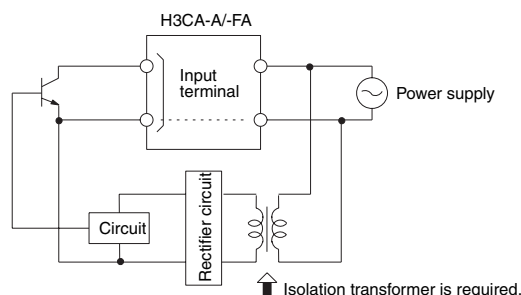 H3CA-A/-FA
Input
terminal
Power supply
Circuit
Rectifier circuit
Isolation transformer is required.